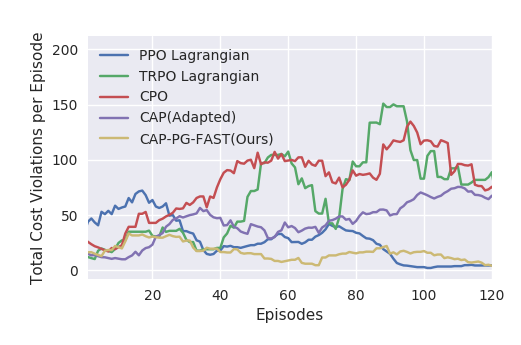 Total Cost Violations per Episode
200
150
100
50
0
PPO Lagrangian
TRPO Lagrangian
CPO
CAP(Adapted)
CAP-PG-FAST(Ours)
20
40
60
80
100
120
Episodes